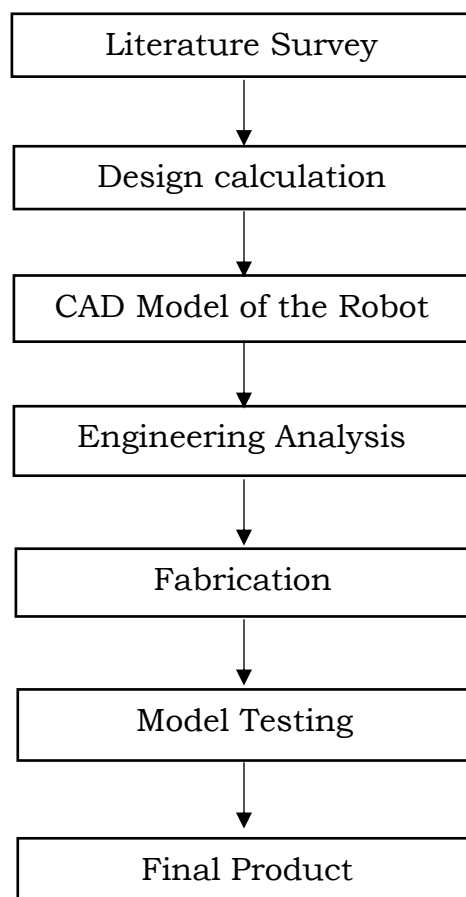 Literature Survey
Design calculation
CAD Model of the Robot
Engineering Analysis
Fabrication
Model Testing
Final Product